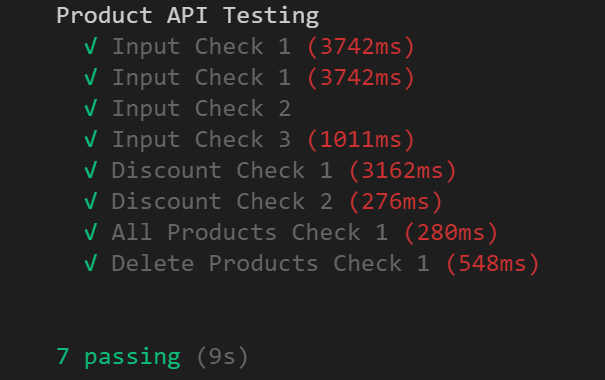 Product API Testing
√ Input Check 1 (3742ms)
√ Input Check 1 (3742ms)
√ Input Check 2
√ Input Check 3 (1011ms)
√ Discount Check 1 (3162ms)
√ Discount Check 2 (276ms)
√ All Products Check 1 (280ms)
√ Delete Products Check 1 (548ms)
7 passing (9s)